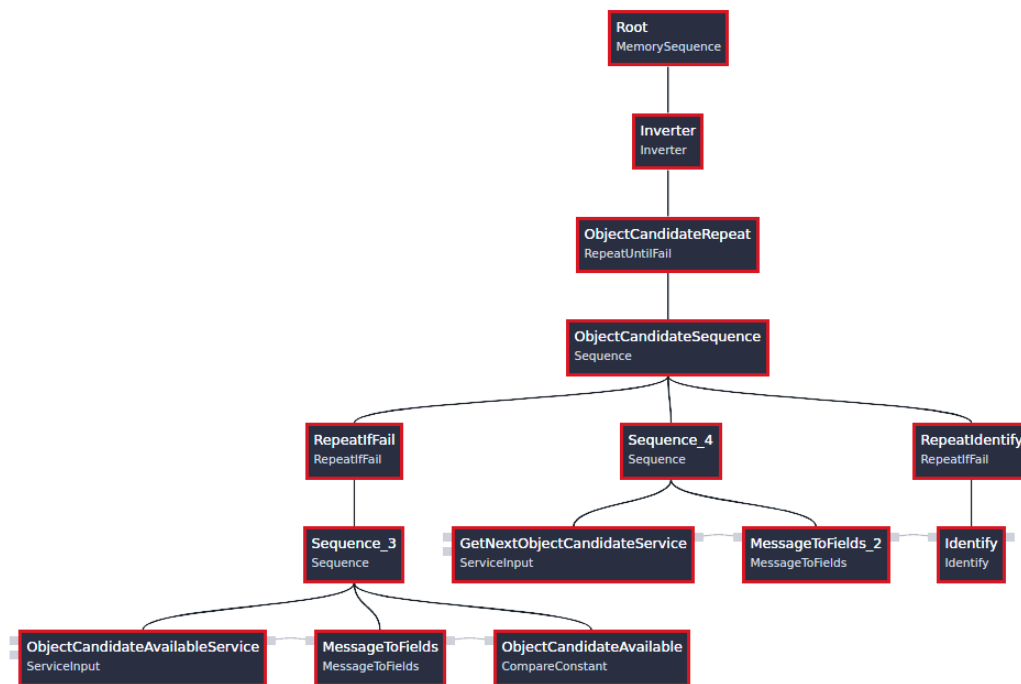 Root
MemorySequence
Inverter
Inverter
ObjectCandidateRepeat
RepeatUntilFail
ObjectCandidateSequence
Sequence
RepeatIfFail
RepeatIfFail
Sequence_4
Sequence
RepeatIdentify
RepeatIfFail
Sequence_3
Sequence
GetNextObjectCandidateService
ServiceInput
MessageToFields_2
MessageToFields
Identify
Identify
ObjectCandidateAvailableService
ServiceInput
MessageToFields
MessageToFields
ObjectCandidateAvailable
CompareConstant